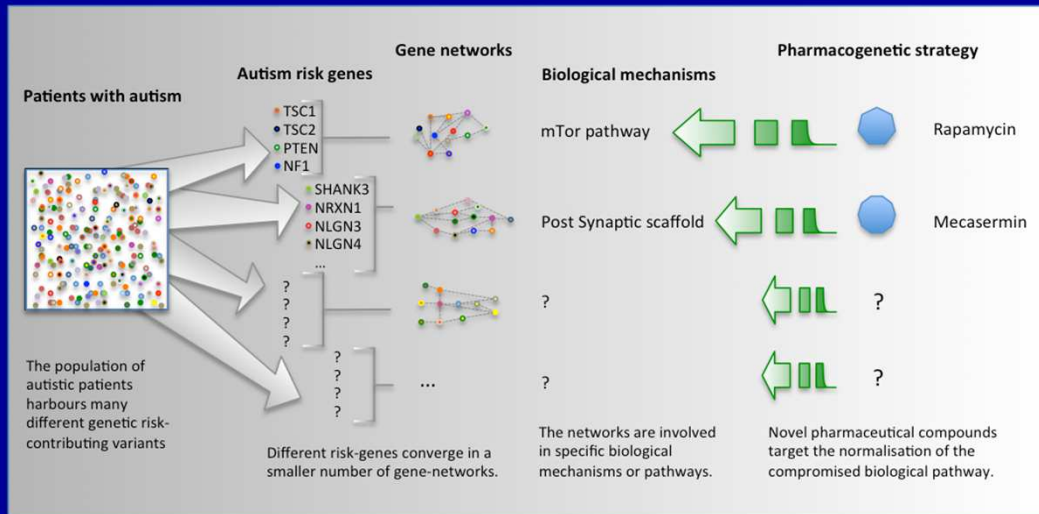 Patients with autism
The population of
autistic patients
harbours many
different genetic risk-
contributing variants
Autism risk genes
TSC1
TSC2
PTEN
NF1
SHANK3
NRXN1
NLGN3
NLGN4
...
?
?
?
?
?
?
?
?
Gene networks
...
Different risk-genes converge in a
smaller number of gene-networks.
Biological mechanisms
mTor pathway
Post Synaptic scaffold
?
?
The networks are involved
in specific biological
mechanisms or pathways.
Pharmacogenetic strategy
Rapamycin
Mecasermin
?
?
Novel pharmaceutical compounds
target the normalisation of the
compromised biological pathway.